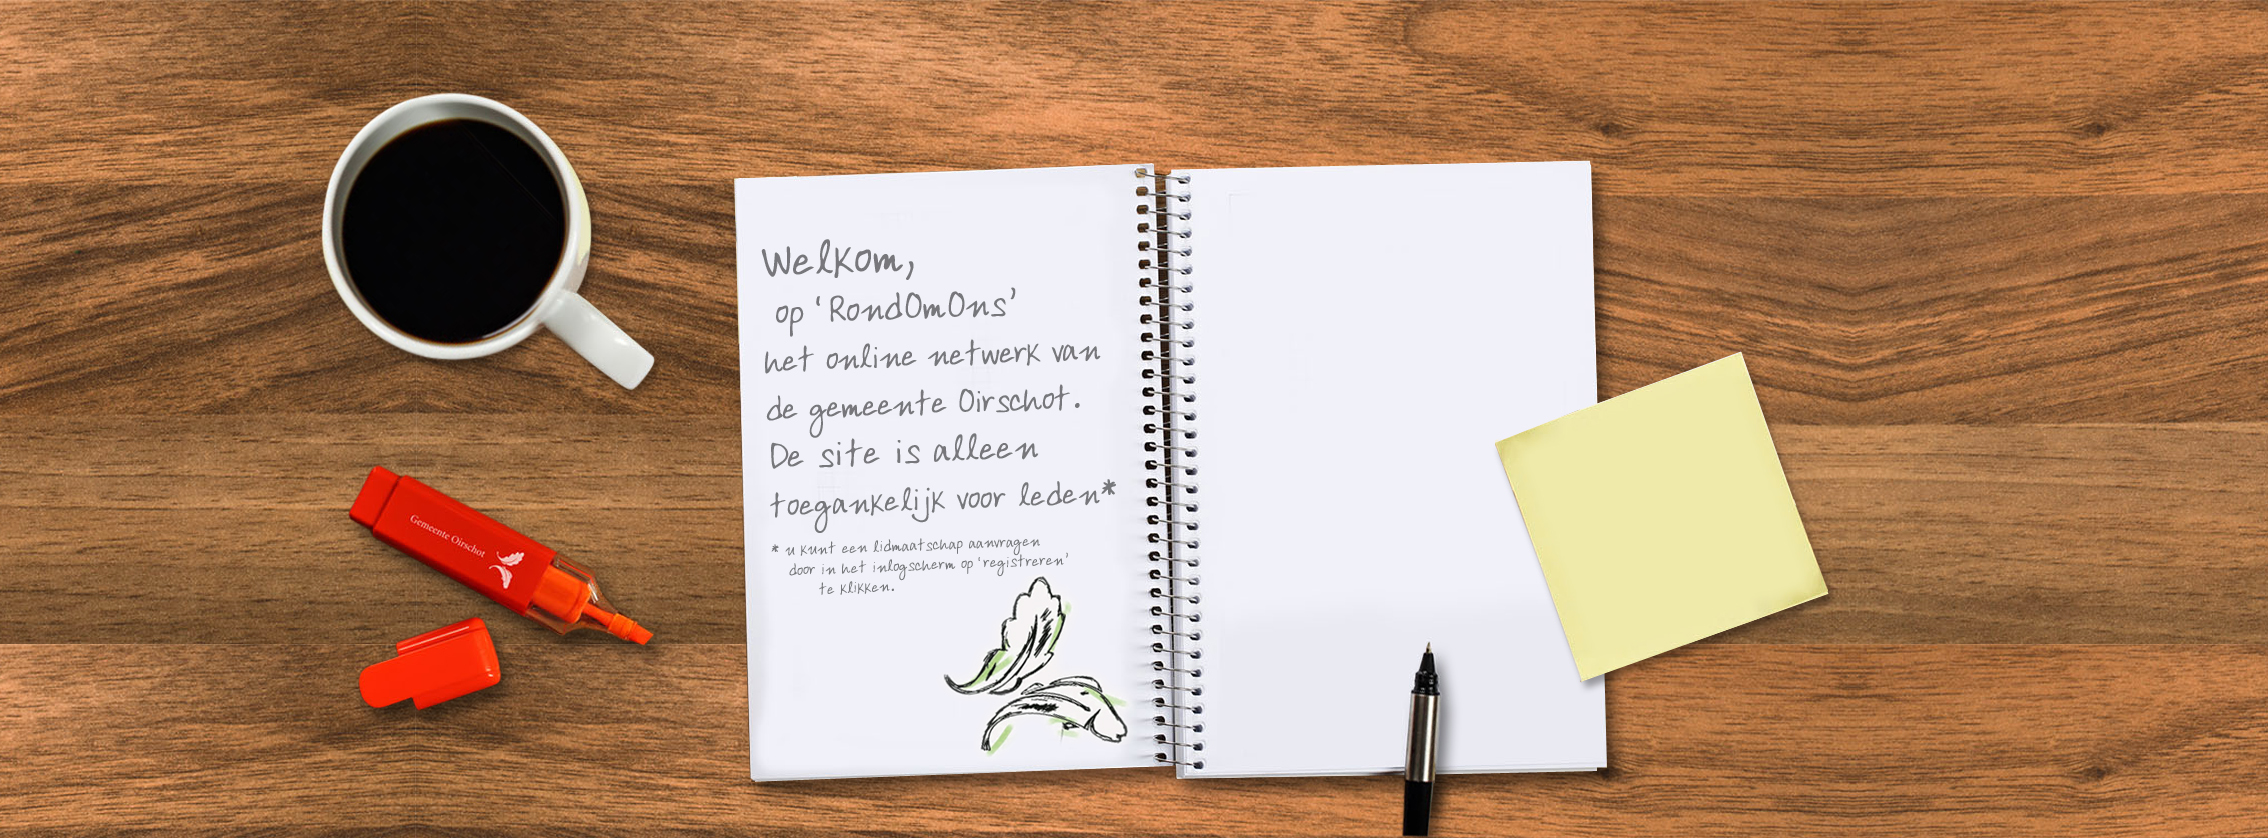 Welkom,
op ‘RondOmOns’
het online netwerk van
de gemeente Oirschot.
De site is alleen
toegankelijk voor leden*
* u kunt een lidmaatschap aanvragen
door in het inlogscherm op ‘registreren’
te klikken.
Gemeente Oirschot